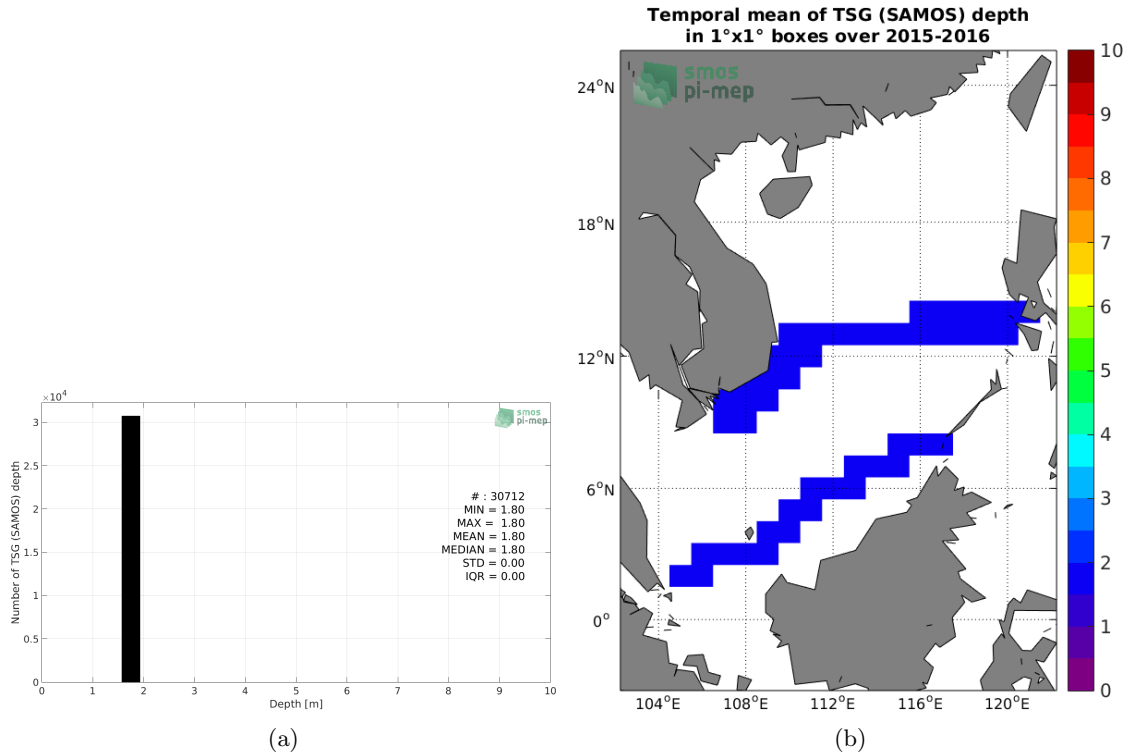 ×10⁴
3
2.5
2
1.5
1
0.5
0
Number of TSG (SAMOS) depth
smos
pi-mep
# : 30712
MIN = 1.80
MAX = 1.80
MEAN = 1.80
MEDIAN = 1.80
STD = 0.00
IQR = 0.00
0 1 2 3 4 5 6 7 8 9 10
Depth [m]
(a)
Temporal mean of TSG (SAMOS) depth
in 1°x1° boxes over 2015-2016
smos
pi-mep
24°N
18°N
12°N
6°N
0°
104°E 108°E 112°E 116°E 120°E
10
9
8
7
6
5
4
3
2
1
0
(b)